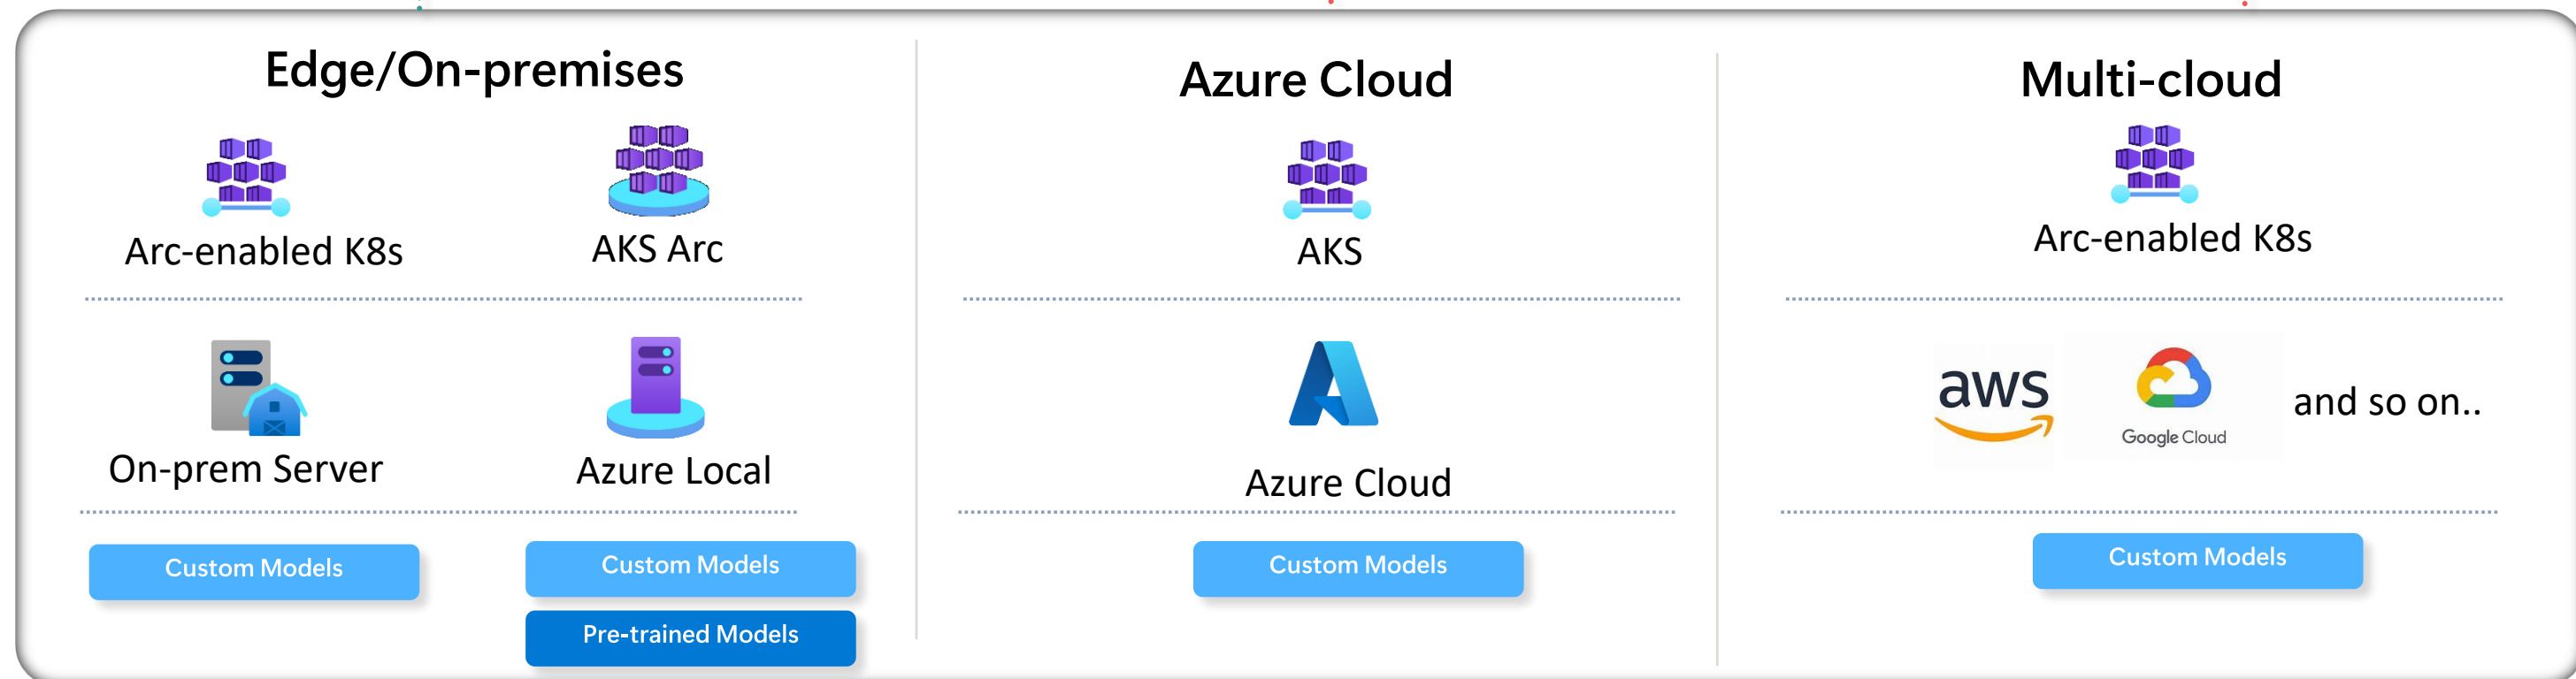 Edge/On-premises
Arc-enabled K8s
AKS Arc
On-prem Server
Azure Local
Custom Models
Custom Models
Pre-trained Models
Azure Cloud
AKS
Azure Cloud
Custom Models
Multi-cloud
Arc-enabled K8s
aws
Google Cloud
and so on..
Custom Models